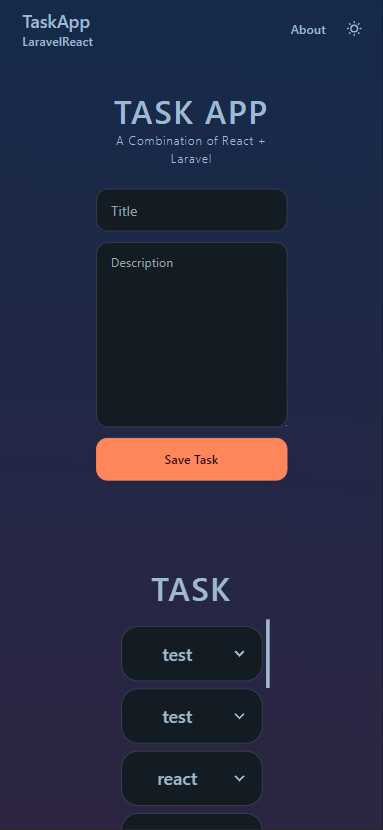 TaskApp
LaravelReact
About
TASK APP
A Combination of React +
Laravel
Title
Description
Save Task
TASK
test
test
react